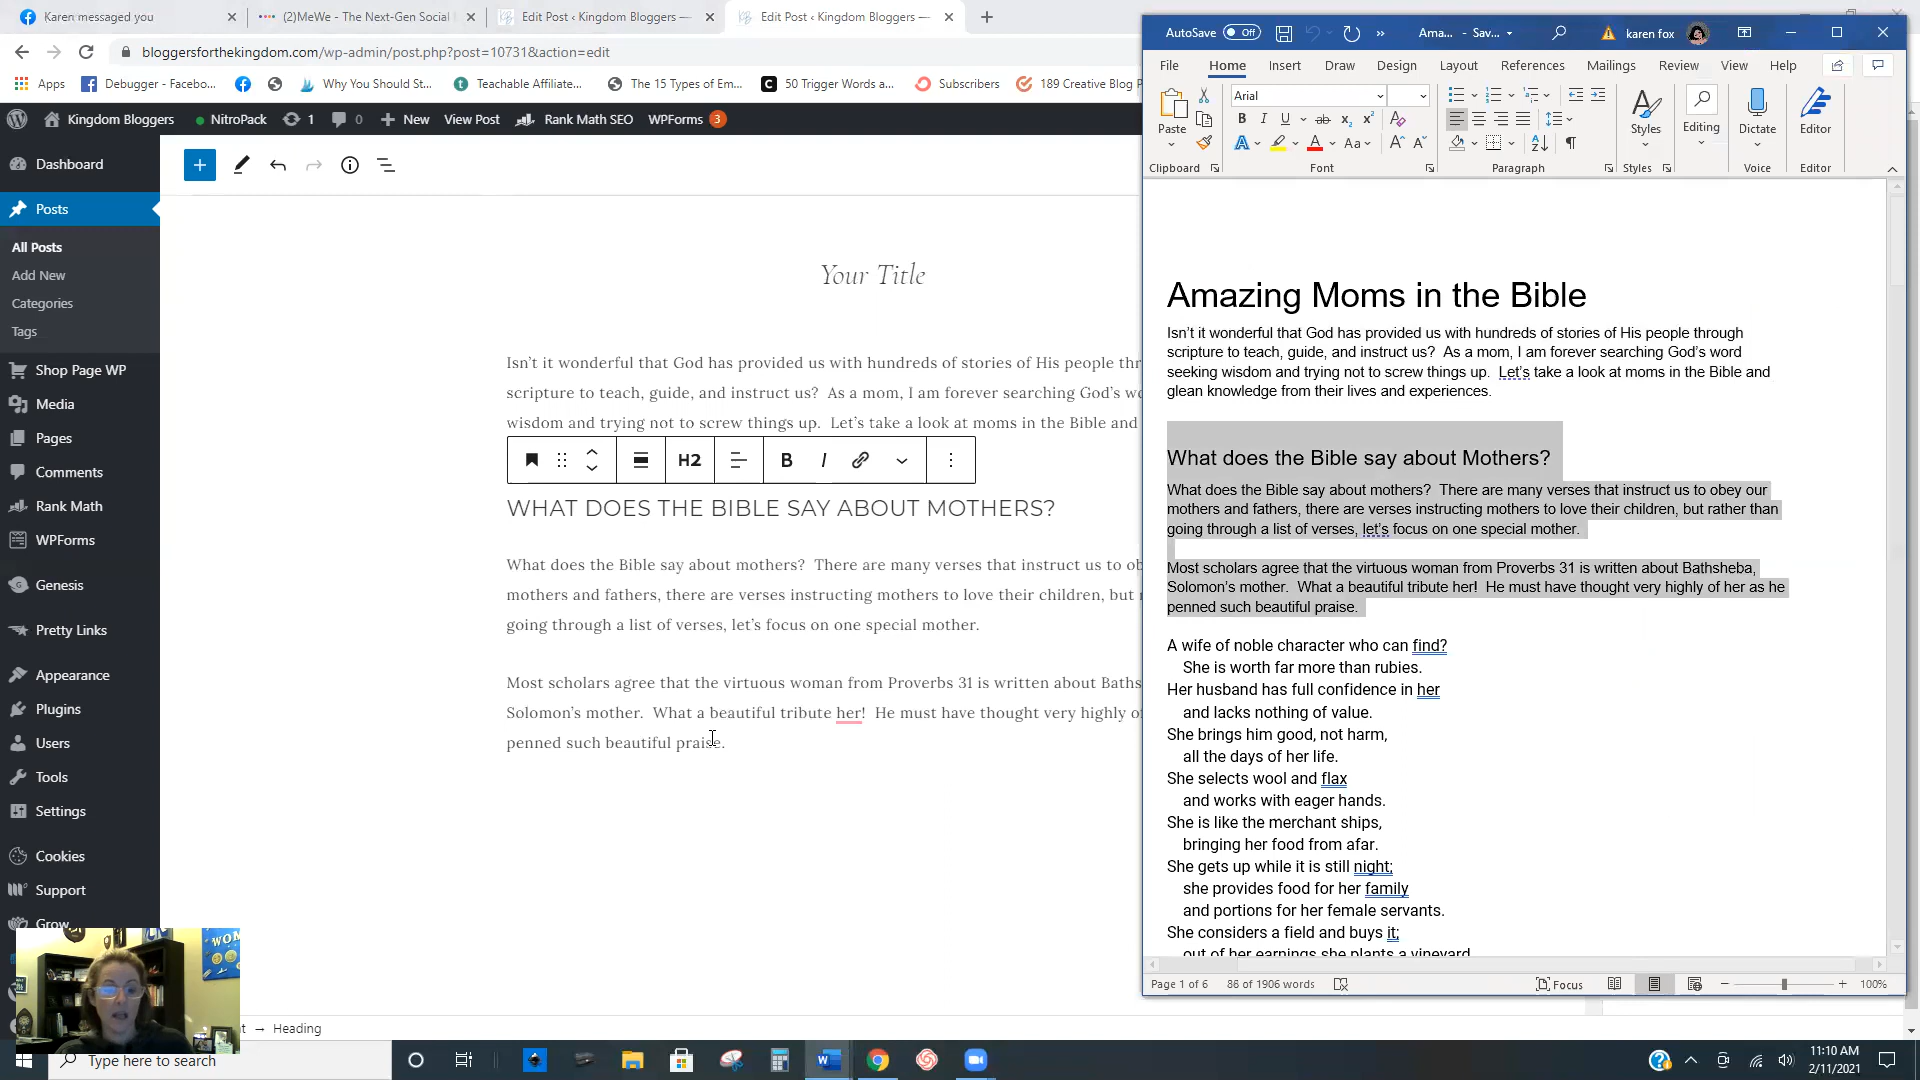 Karen messaged you
(2)MeWe - The Next-Gen Social
Edit Post ‹ Kingdom Bloggers —
Edit Post ‹ Kingdom Bloggers —
bloggersforthekingdom.com/wp-admin/post.php?post=10731&action=edit
Apps
Debugger - Facebo...
Why You Should St...
Teachable Affiliate...
The 15 Types of Em...
50 Trigger Words a...
Subscribers
189 Creative Blog P
Kingdom Bloggers
NitroPack
1
0
New
View Post
Rank Math SEO
WPForms
3
Dashboard
Posts
All Posts
Add New
Categories
Tags
Shop Page WP
Media
Pages
Comments
Rank Math
WPForms
Genesis
Pretty Links
Appearance
Plugins
Users
Tools
Settings
Cookies
Support
Grow
Your Title
Isn’t it wonderful that God has provided us with hundreds of stories of His people thr
scripture to teach, guide, and instruct us?  As a mom, I am forever searching God’s wo
wisdom and trying not to screw things up.  Let’s take a look at moms in the Bible and
H2
B
I
WHAT DOES THE BIBLE SAY ABOUT MOTHERS?
What does the Bible say about mothers?  There are many verses that instruct us to ob
mothers and fathers, there are verses instructing mothers to love their children, but
going through a list of verses, let’s focus on one special mother.
Most scholars agree that the virtuous woman from Proverbs 31 is written about Baths
Solomon’s mother.  What a beautiful tribute her!  He must have thought very highly of
penned such beautiful praise.
→ Heading
AutoSave
Off
Ama... - Sav...
karen fox
File
Home
Insert
Draw
Design
Layout
References
Mailings
Review
View
Help
Paste
Arial
Styles
Editing
Dictate
Editor
Clipboard
Font
Paragraph
Styles
Voice
Editor
Amazing Moms in the Bible
Isn’t it wonderful that God has provided us with hundreds of stories of His people through
scripture to teach, guide, and instruct us?  As a mom, I am forever searching God’s word
seeking wisdom and trying not to screw things up.  Let’s take a look at moms in the Bible and
glean knowledge from their lives and experiences.
What does the Bible say about Mothers?
What does the Bible say about mothers?  There are many verses that instruct us to obey our
mothers and fathers, there are verses instructing mothers to love their children, but rather than
going through a list of verses, let’s focus on one special mother.
Most scholars agree that the virtuous woman from Proverbs 31 is written about Bathsheba,
Solomon’s mother.  What a beautiful tribute her!  He must have thought very highly of her as he
penned such beautiful praise.
A wife of noble character who can find?
She is worth far more than rubies.
Her husband has full confidence in her
and lacks nothing of value.
She brings him good, not harm,
all the days of her life.
She selects wool and flax
and works with eager hands.
She is like the merchant ships,
bringing her food from afar.
She gets up while it is still night;
she provides food for her family
and portions for her female servants.
She considers a field and buys it;
out of her earnings she plants a vineyard
Page 1 of 6
86 of 1906 words
Focus
100%
Type here to search
11:10 AM
2/11/2021